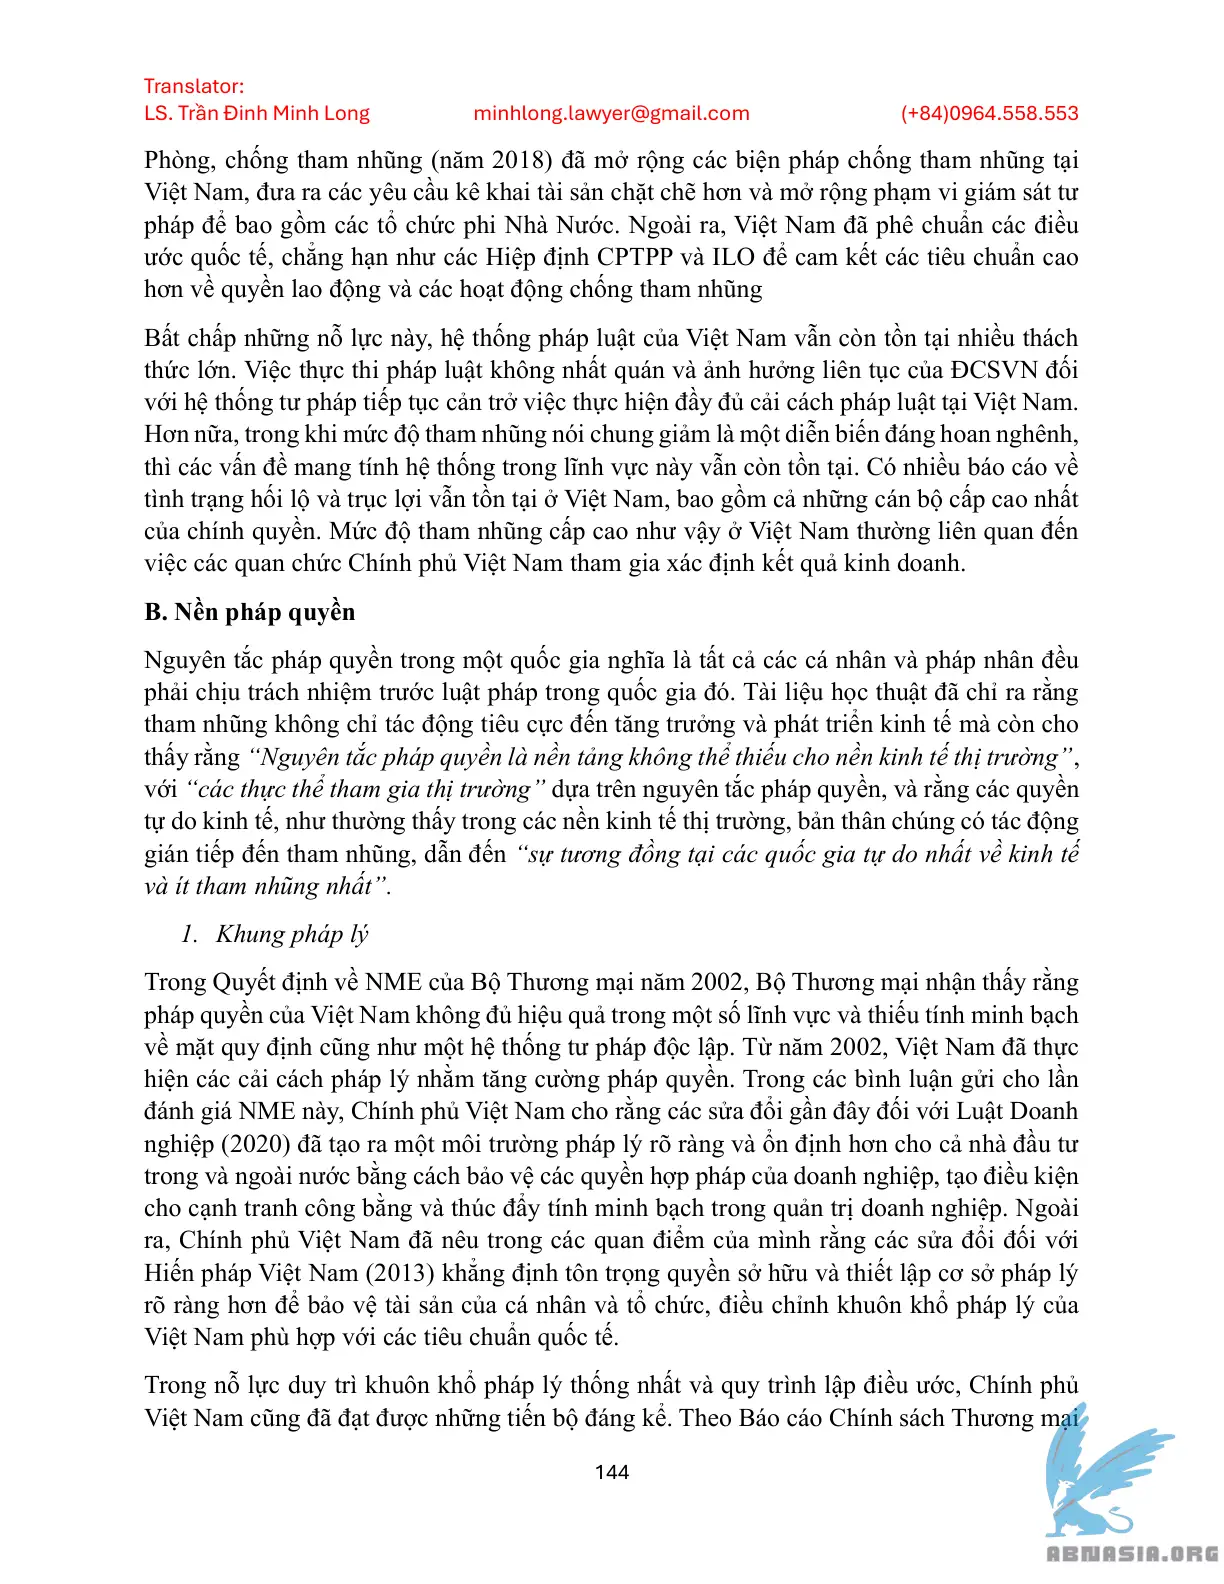 Translator:
LS. Trần Đinh Minh Long minhlong.lawyer@gmail.com (+84)0964.558.553
Phòng, chống tham nhũng (năm 2018) đã mở rộng các biện pháp chống tham nhũng tại
Việt Nam, đưa ra các yêu cầu kê khai tài sản chặt chẽ hơn và mở rộng phạm vi giám sát tư
pháp để bao gồm các tổ chức phi Nhà Nước. Ngoài ra, Việt Nam đã phê chuẩn các điều
ước quốc tế, chẳng hạn như các Hiệp định CPTPP và ILO để cam kết các tiêu chuẩn cao
hơn về quyền lao động và các hoạt động chống tham nhũng
Bất chấp những nỗ lực này, hệ thống pháp luật của Việt Nam vẫn còn tồn tại nhiều thách
thức lớn. Việc thực thi pháp luật không nhất quán và ảnh hưởng liên tục của ĐCSVN đối
với hệ thống tư pháp tiếp tục cản trở việc thực hiện đầy đủ cải cách pháp luật tại Việt Nam.
Hơn nữa, trong khi mức độ tham nhũng nói chung giảm là một diễn biến đáng hoan nghênh,
thì các vấn đề mang tính hệ thống trong lĩnh vực này vẫn còn tồn tại. Có nhiều báo cáo về
tình trạng hối lộ và trục lợi vẫn tồn tại ở Việt Nam, bao gồm cả những cán bộ cấp cao nhất
của chính quyền. Mức độ tham nhũng cấp cao như vậy ở Việt Nam thường liên quan đến
việc các quan chức Chính phủ Việt Nam tham gia xác định kết quả kinh doanh.
B. Nền pháp quyền
Nguyên tắc pháp quyền trong một quốc gia nghĩa là tất cả các cá nhân và pháp nhân đều
phải chịu trách nhiệm trước luật pháp trong quốc gia đó. Tài liệu học thuật đã chỉ ra rằng
tham nhũng không chỉ tác động tiêu cực đến tăng trưởng và phát triển kinh tế mà còn cho
thấy rằng “Nguyên tắc pháp quyền là nền tảng không thể thiếu cho nền kinh tế thị trường”,
với “các thực thể tham gia thị trường” dựa trên nguyên tắc pháp quyền, và rằng các quyền
tự do kinh tế, như thường thấy trong các nền kinh tế thị trường, bản thân chúng có tác động
gián tiếp đến tham nhũng, dẫn đến “sự tương đồng tại các quốc gia tự do nhất về kinh tế
và ít tham nhũng nhất”.
1. Khung pháp lý
Trong Quyết định về NME của Bộ Thương mại năm 2002, Bộ Thương mại nhận thấy rằng
pháp quyền của Việt Nam không đủ hiệu quả trong một số lĩnh vực và thiếu tính minh bạch
về mặt quy định cũng như một hệ thống tư pháp độc lập. Từ năm 2002, Việt Nam đã thực
hiện các cải cách pháp lý nhằm tăng cường pháp quyền. Trong các bình luận gửi cho lần
đánh giá NME này, Chính phủ Việt Nam cho rằng các sửa đổi gần đây đối với Luật Doanh
nghiệp (2020) đã tạo ra một môi trường pháp lý rõ ràng và ổn định hơn cho cả nhà đầu tư
trong và ngoài nước bằng cách bảo vệ các quyền hợp pháp của doanh nghiệp, tạo điều kiện
cho cạnh tranh công bằng và thúc đẩy tính minh bạch trong quản trị doanh nghiệp. Ngoài
ra, Chính phủ Việt Nam đã nêu trong các quan điểm của mình rằng các sửa đổi đối với
Hiến pháp Việt Nam (2013) khẳng định tôn trọng quyền sở hữu và thiết lập cơ sở pháp lý
rõ ràng hơn để bảo vệ tài sản của cá nhân và tổ chức, điều chỉnh khuôn khổ pháp lý của
Việt Nam phù hợp với các tiêu chuẩn quốc tế.
Trong nỗ lực duy trì khuôn khổ pháp lý thống nhất và quy trình lập điều ước, Chính phủ
Việt Nam cũng đã đạt được những tiến bộ đáng kể. Theo Báo cáo Chính sách Thương mại
144
ABNASIA.ORG